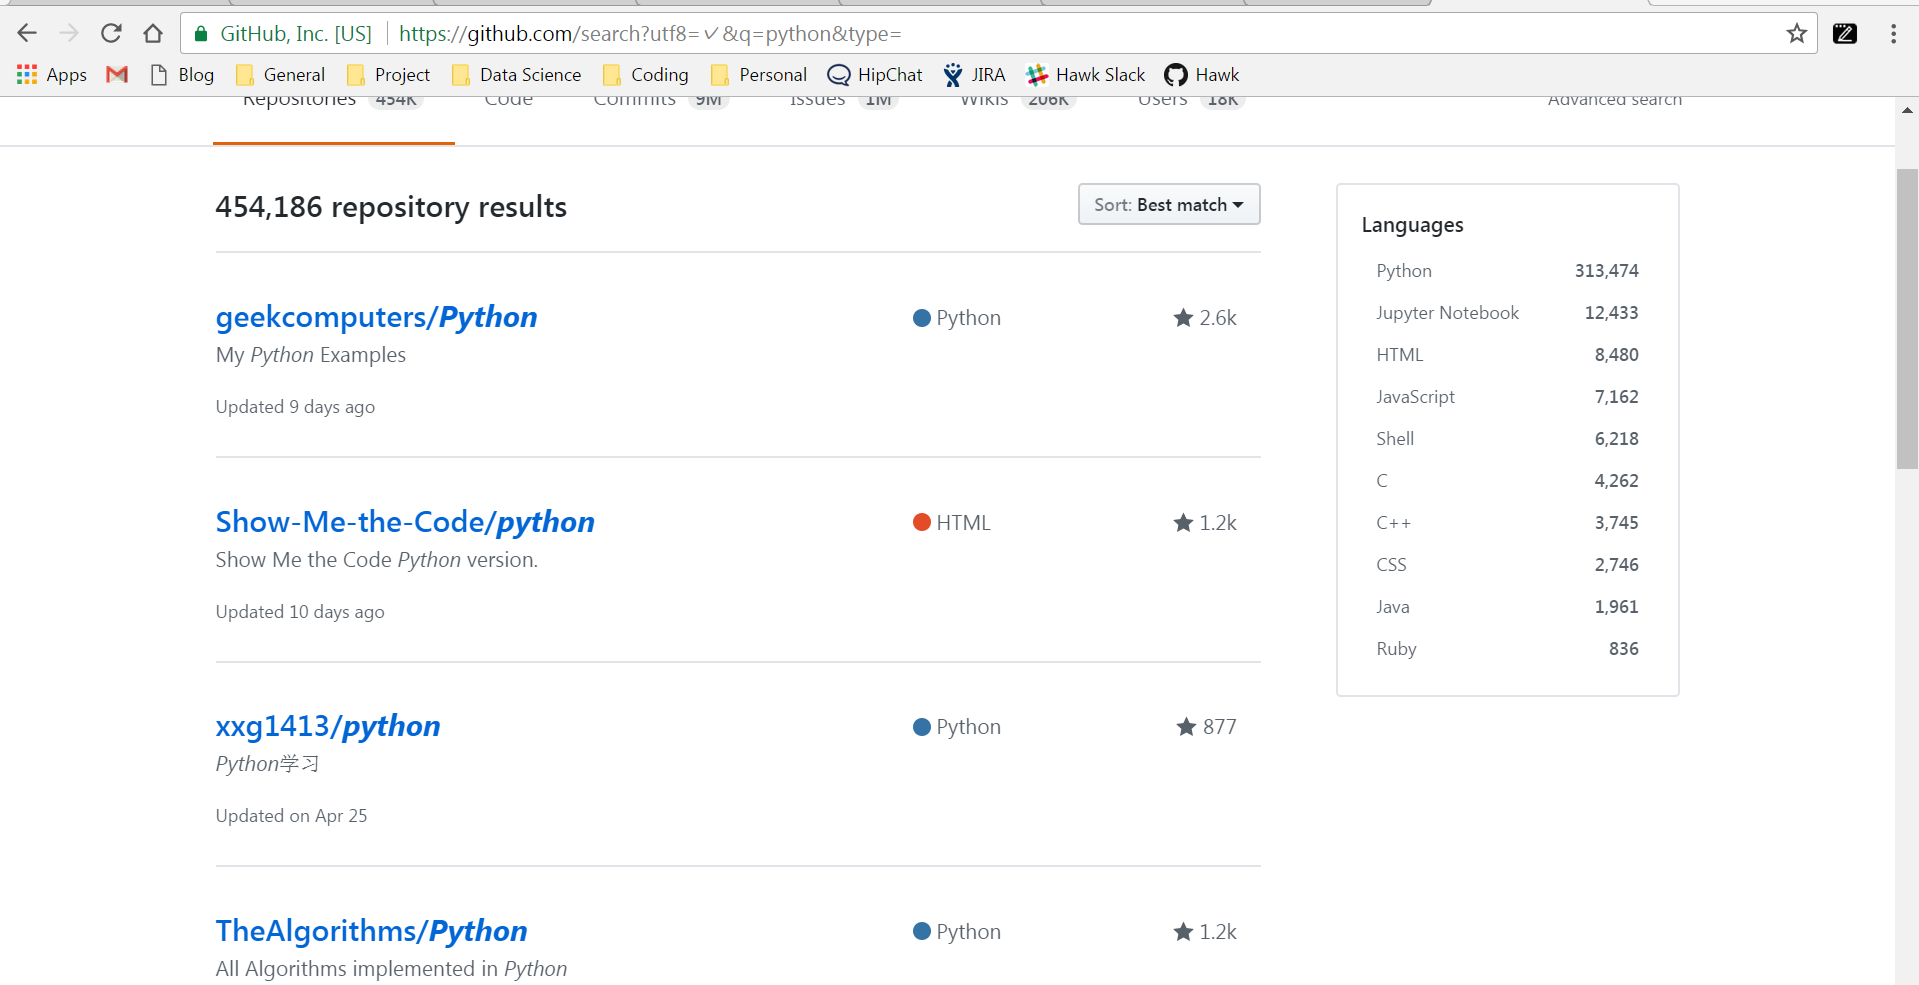 GitHub, Inc. [US] https://github.com/search?utf8=✓&q=python&type=
Apps Blog General Project Data Science Coding Personal HipChat JIRA Hawk Slack Hawk
Repositories 454K Code Commits 9M Issues 1M Wikis 206K Users 18K Advanced search
454,186 repository results
Sort: Best match
geekcomputers/Python
Python
2.6k
My Python Examples
Updated 9 days ago
Show-Me-the-Code/python
HTML
1.2k
Show Me the Code Python version.
Updated 10 days ago
xxg1413/python
Python
877
Python学习
Updated on Apr 25
TheAlgorithms/Python
Python
1.2k
All Algorithms implemented in Python
Languages
Python 313,474
Jupyter Notebook 12,433
HTML 8,480
JavaScript 7,162
Shell 6,218
C 4,262
C++ 3,745
CSS 2,746
Java 1,961
Ruby 836